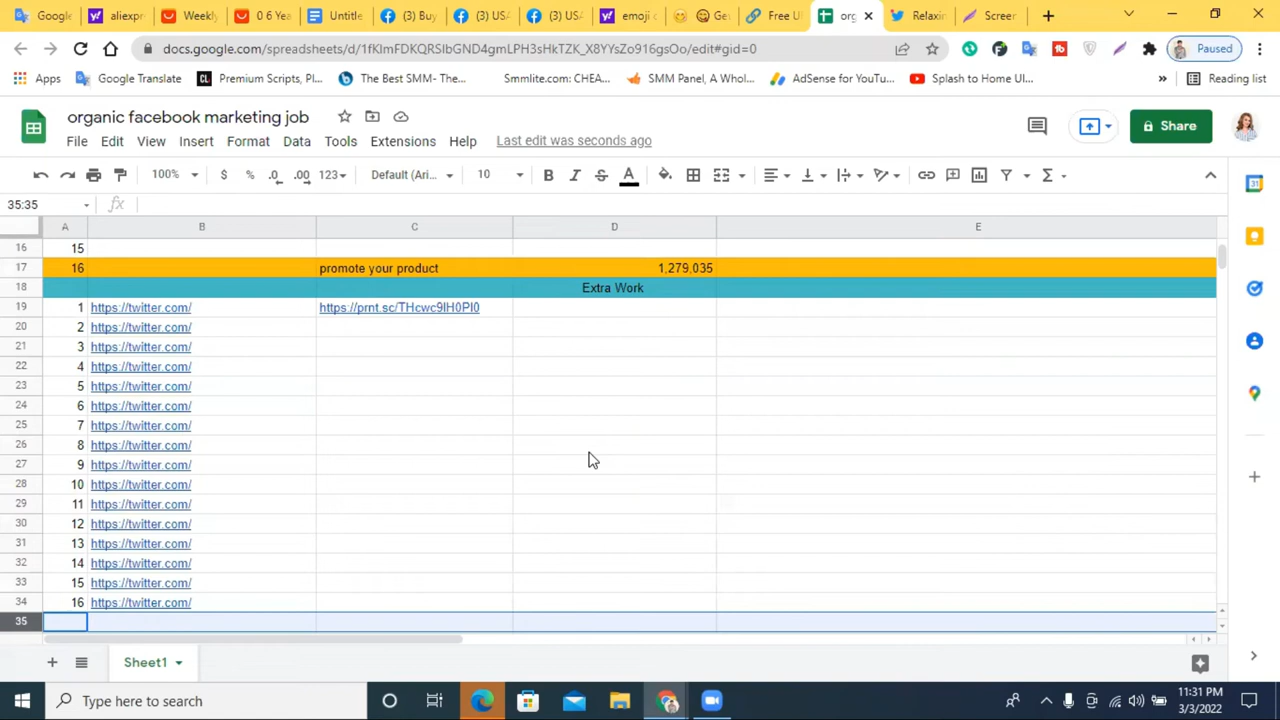 Google aliexpr Weekly 0 6 Yea Untitle (3) Buy (3) USA (3) USA emoji Ge Free U org Relaxin Screer
docs.google.com/spreadsheets/d/1fKImFDKQRSIbGND4gmLPH3sHkTZK_X8YYsZo916gsOo/edit#gid=0 Paused
Apps Google Translate Premium Scripts, Pl... The Best SMM- The... Smmlite.com: CHEA... SMM Panel, A Whol... AdSense for YouTu... Splash to Home UI... » Reading list
organic facebook marketing job
Share
File Edit View Insert Format Data Tools Extensions Help Last edit was seconds ago
100% $ % .0 .00 123 Default (Ari... 10 B I S A
35:35 fx
A B C D E
16 15
17 16 promote your product 1,279,035
18 Extra Work
19 1 https://twitter.com/ https://prnt.sc/THcwc9IH0PI0
20 2 https://twitter.com/
21 3 https://twitter.com/
22 4 https://twitter.com/
23 5 https://twitter.com/
24 6 https://twitter.com/
25 7 https://twitter.com/
26 8 https://twitter.com/
27 9 https://twitter.com/
28 10 https://twitter.com/
29 11 https://twitter.com/
30 12 https://twitter.com/
31 13 https://twitter.com/
32 14 https://twitter.com/
33 15 https://twitter.com/
34 16 https://twitter.com/
35
Sheet1
Type here to search
11:31 PM
3/3/2022